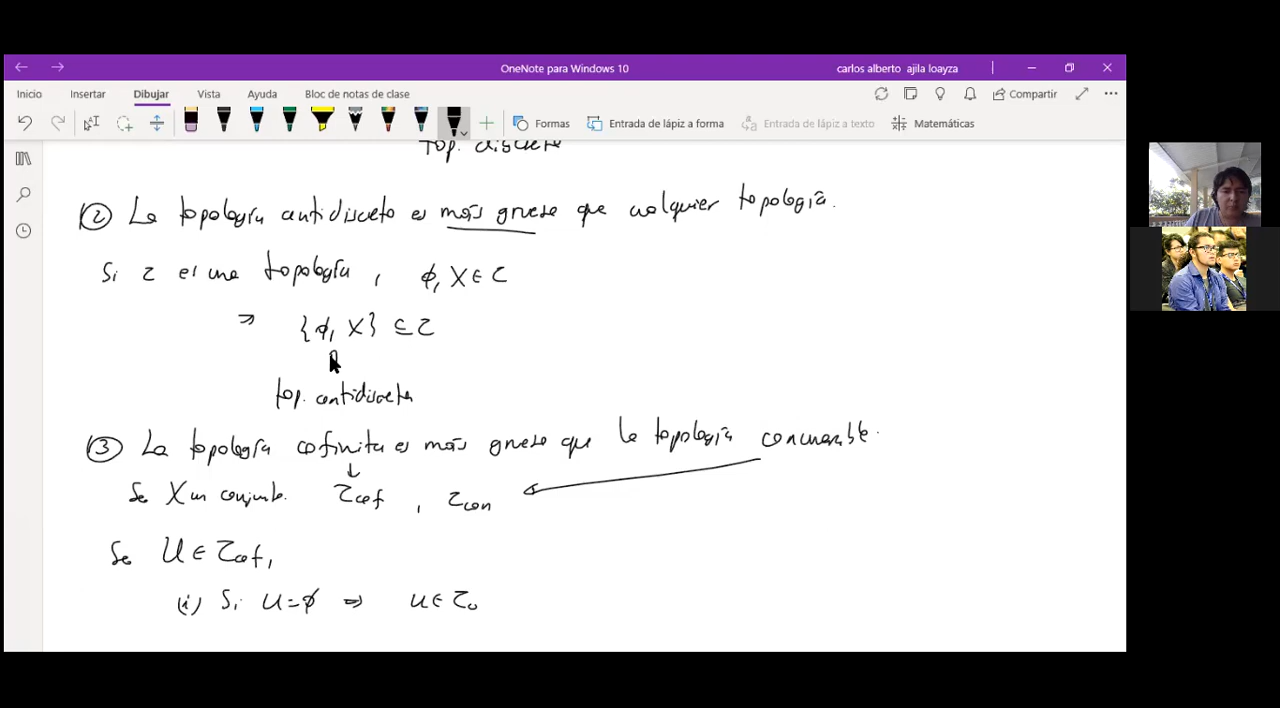 OneNote para Windows 10
carlos alberto ajila loayza
Inicio Insertar Dibujar Vista Ayuda Bloc de notas de clase
Compartir
Formas Entrada de lápiz a forma Entrada de lápiz a texto Matemáticas
top. discreta
② La topología antidiscreta es más gruesa que cualquier topología.
Si τ es una topología, ϕ, X ∈ τ
⇒ {ϕ, X} ⊆ τ
top. antidiscreta
③ La topología cofinita es más gruesa que la topología conumerable.
Sea X un conjunto. τcof, τcon
Sea U ∈ τcof,
(i) Si U=ϕ ⇒ U ∈ τo